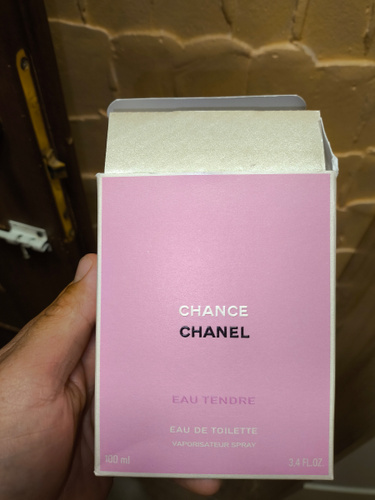 CHANCE
CHANEL
EAU TENDRE
EAU DE TOILETTE
VAPORISATEUR SPRAY
100 ml 3.4 FL.OZ.